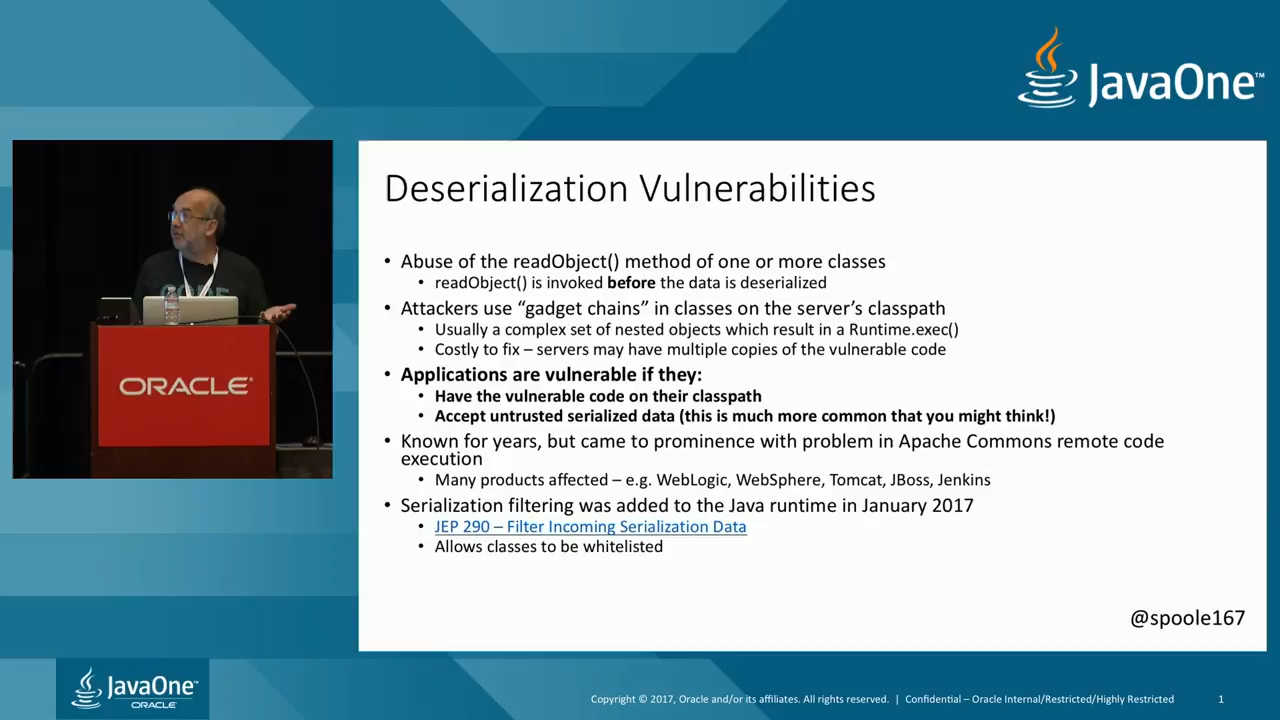 JavaOne™
Deserialization Vulnerabilities
• Abuse of the readObject() method of one or more classes
• readObject() is invoked before the data is deserialized
• Attackers use “gadget chains” in classes on the server’s classpath
• Usually a complex set of nested objects which result in a Runtime.exec()
• Costly to fix – servers may have multiple copies of the vulnerable code
• Applications are vulnerable if they:
• Have the vulnerable code on their classpath
• Accept untrusted serialized data (this is much more common that you might think!)
• Known for years, but came to prominence with problem in Apache Commons remote code
execution
• Many products affected – e.g. WebLogic, WebSphere, Tomcat, JBoss, Jenkins
• Serialization filtering was added to the Java runtime in January 2017
• JEP 290 – Filter Incoming Serialization Data
• Allows classes to be whitelisted
@spoole167
ORACLE®
JavaOne™
ORACLE®
Copyright © 2017, Oracle and/or its affiliates. All rights reserved. | Confidential – Oracle Internal/Restricted/Highly Restricted 1